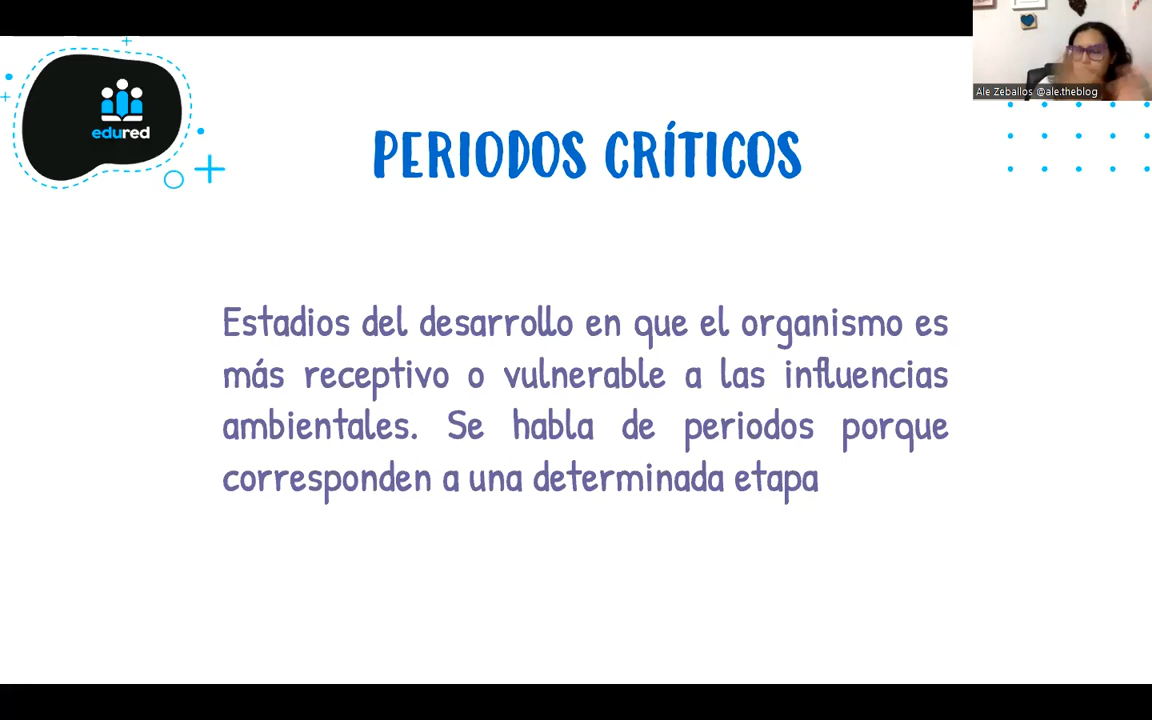 Ale Zeballos @ale.theblog
edured
PERIODOS CRÍTICOS
Estadios del desarrollo en que el organismo es
más receptivo o vulnerable a las influencias
ambientales. Se habla de periodos porque
corresponden a una determinada etapa